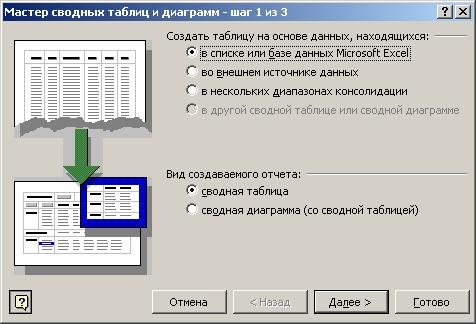 Мастер сводных таблиц и диаграмм - шаг 1 из 3
Создать таблицу на основе данных, находящихся:
в списке или базе данных Microsoft Excel
во внешнем источнике данных
в нескольких диапазонах консолидации
в другой сводной таблице или сводной диаграмме
Вид создаваемого отчета:
сводная таблица
сводная диаграмма (со сводной таблицей)
?
Отмена
< Назад
Далее >
Готово